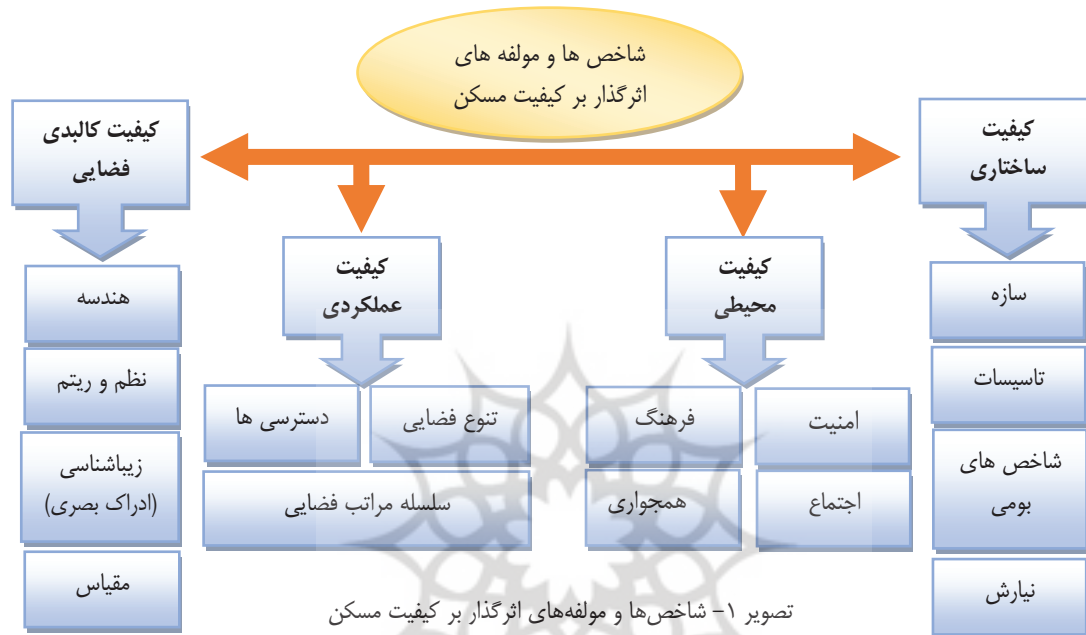 شاخص ها و مولفه های
اثرگذار بر کیفیت مسکن
کیفیت
ساختاری
سازه
تاسیسات
شاخص های
بومی
نیارش
کیفیت
محیطی
امنیت
فرهنگ
اجتماع
همجواری
کیفیت
عملکردی
تنوع فضایی
دسترسی ها
سلسله مراتب فضایی
کیفیت کالبدی
فضایی
هندسه
نظم و ریتم
زیباشناسی
(ادراک بصری)
مقیاس
تصویر ۱- شاخص‌ها و مولفه‌های اثرگذار بر کیفیت مسکن